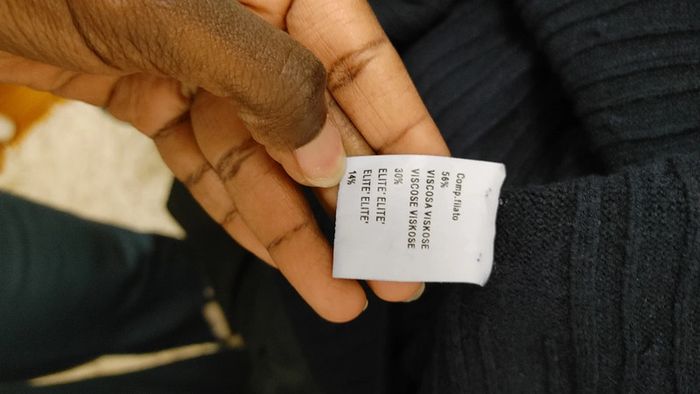 Comp.filato
56%
VISCOSA VISKOSE
VISCOSE VISKOSE
30%
ELITE' ELITE'
ELITE' ELITE'
14%